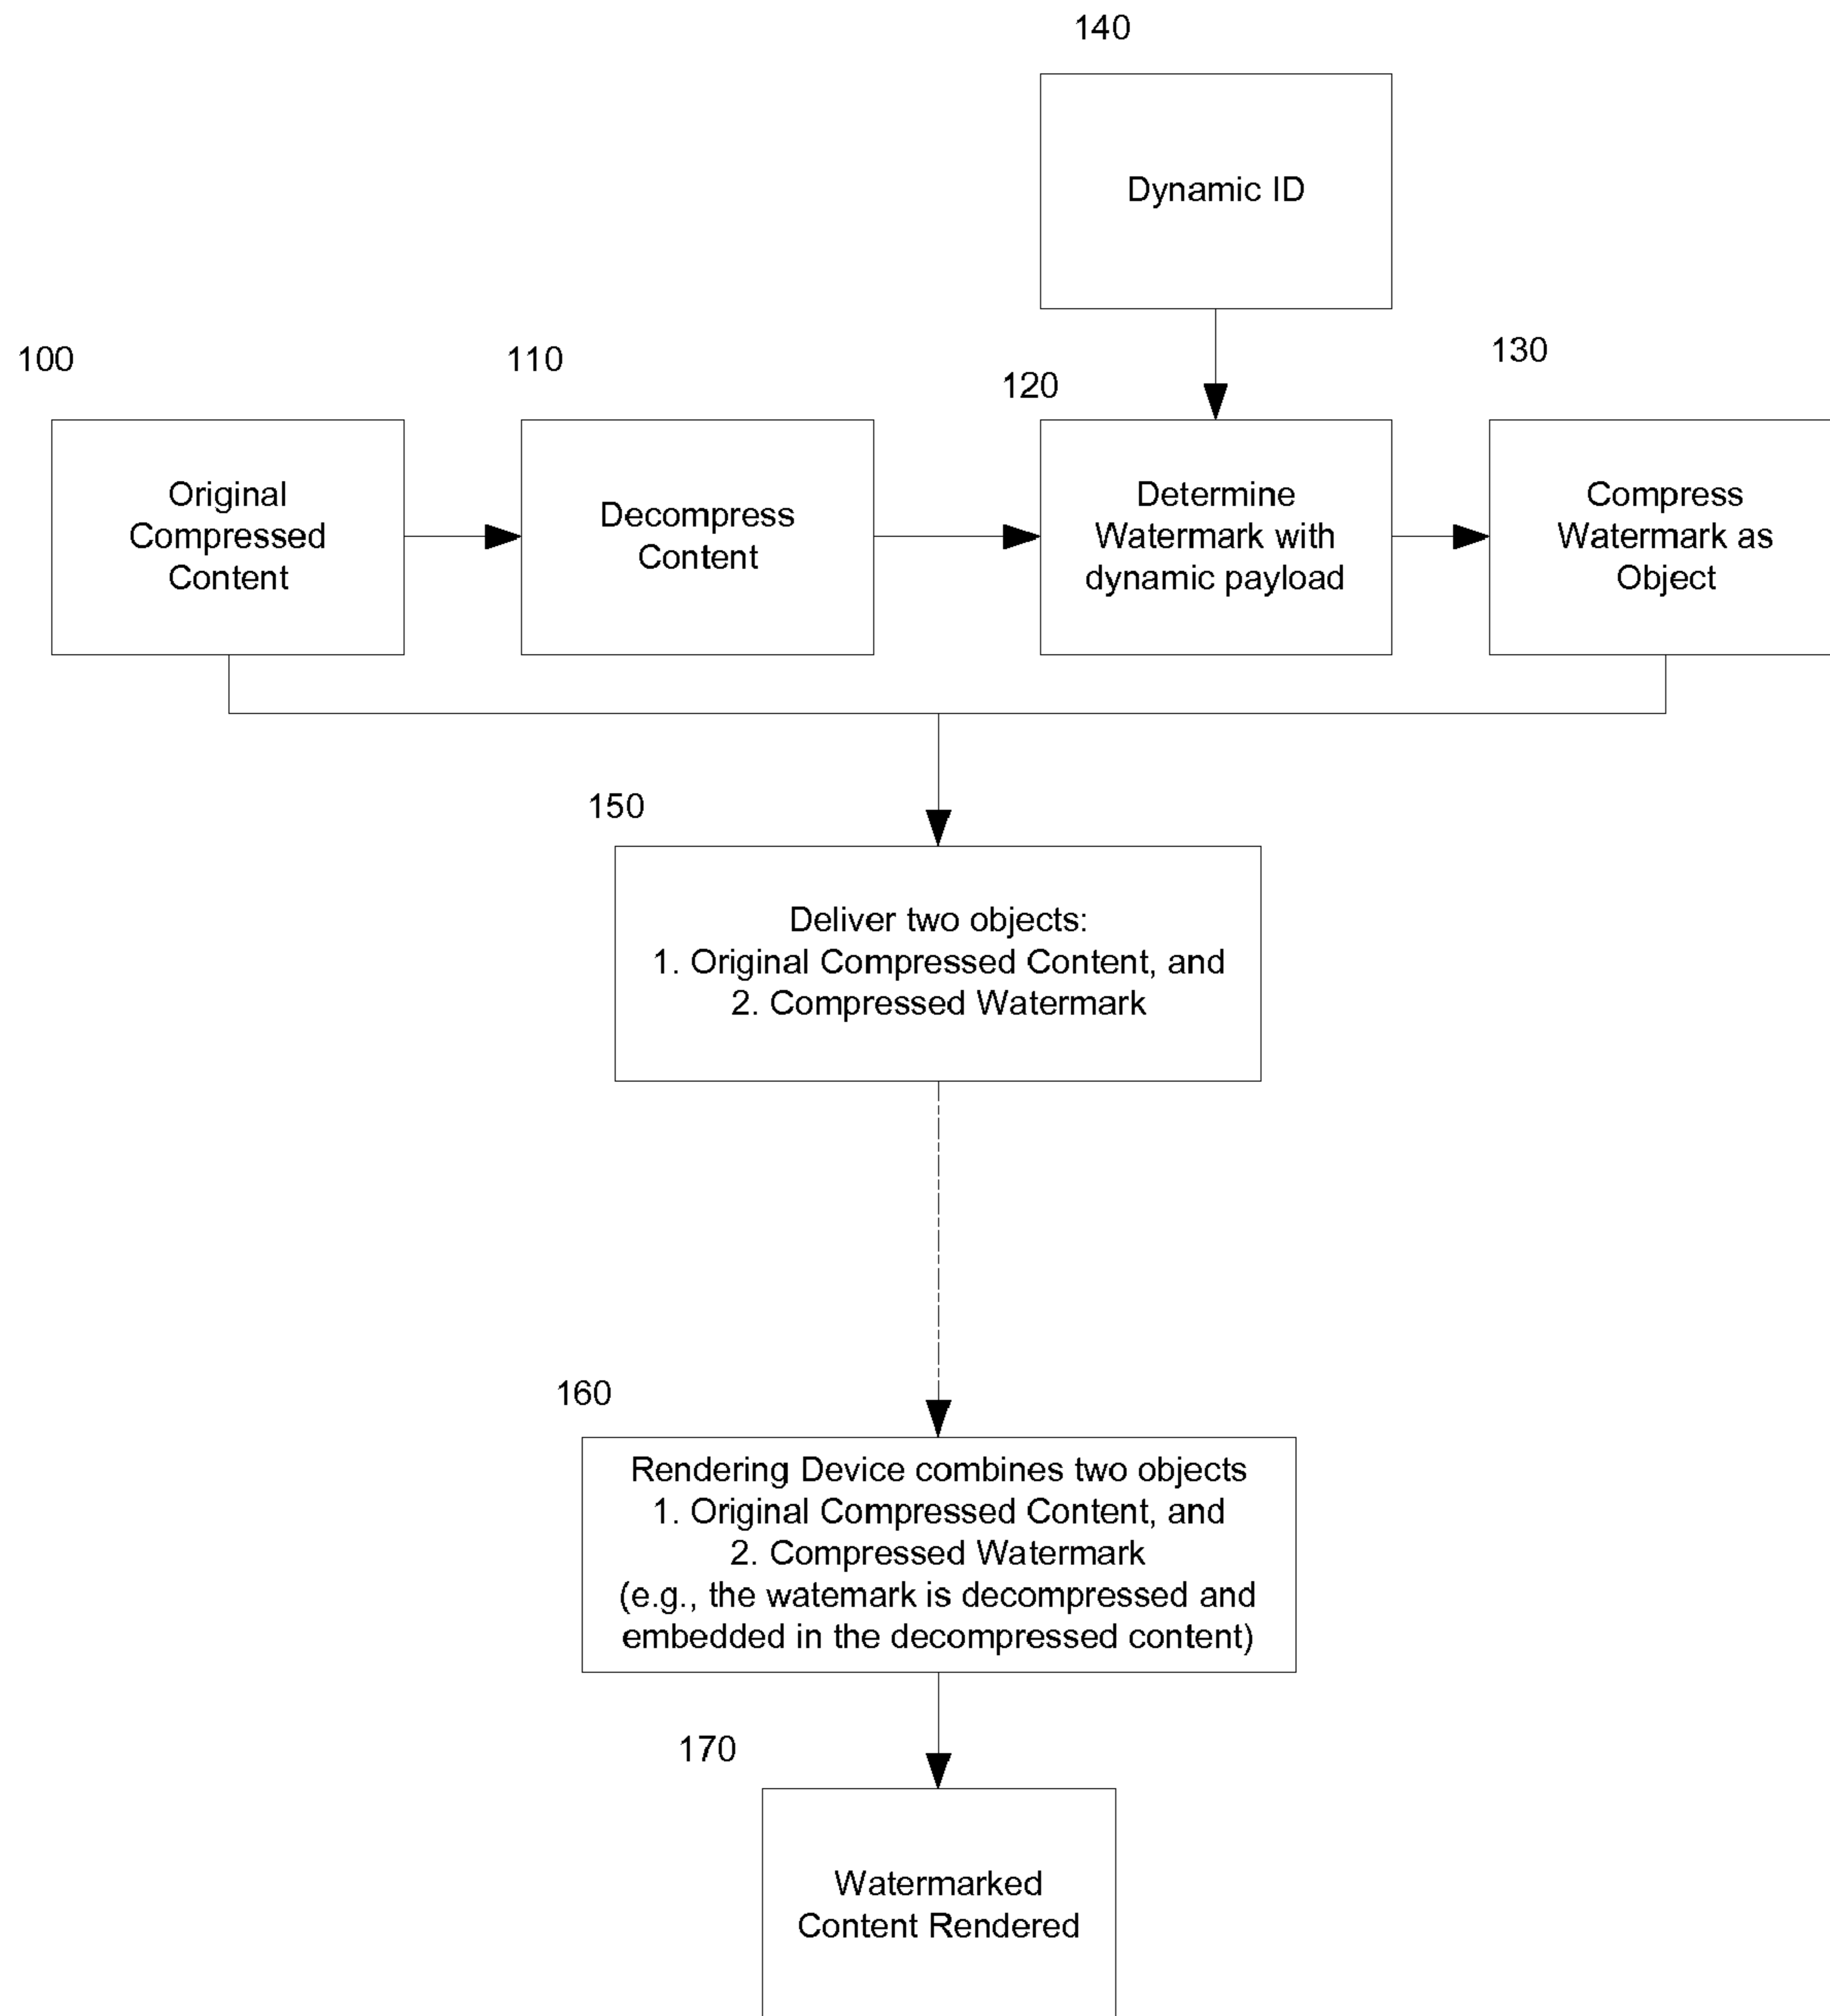 140
Dynamic ID
100
110
120
130
Original
Compressed
Content
Decompress
Content
Determine
Watermark with
dynamic payload
Compress
Watermark as
Object
150
Deliver two objects:
1. Original Compressed Content, and
2. Compressed Watermark
160
Rendering Device combines two objects
1. Original Compressed Content, and
2. Compressed Watermark
(e.g., the watemark is decompressed and
embedded in the decompressed content)
170
Watermarked
Content Rendered